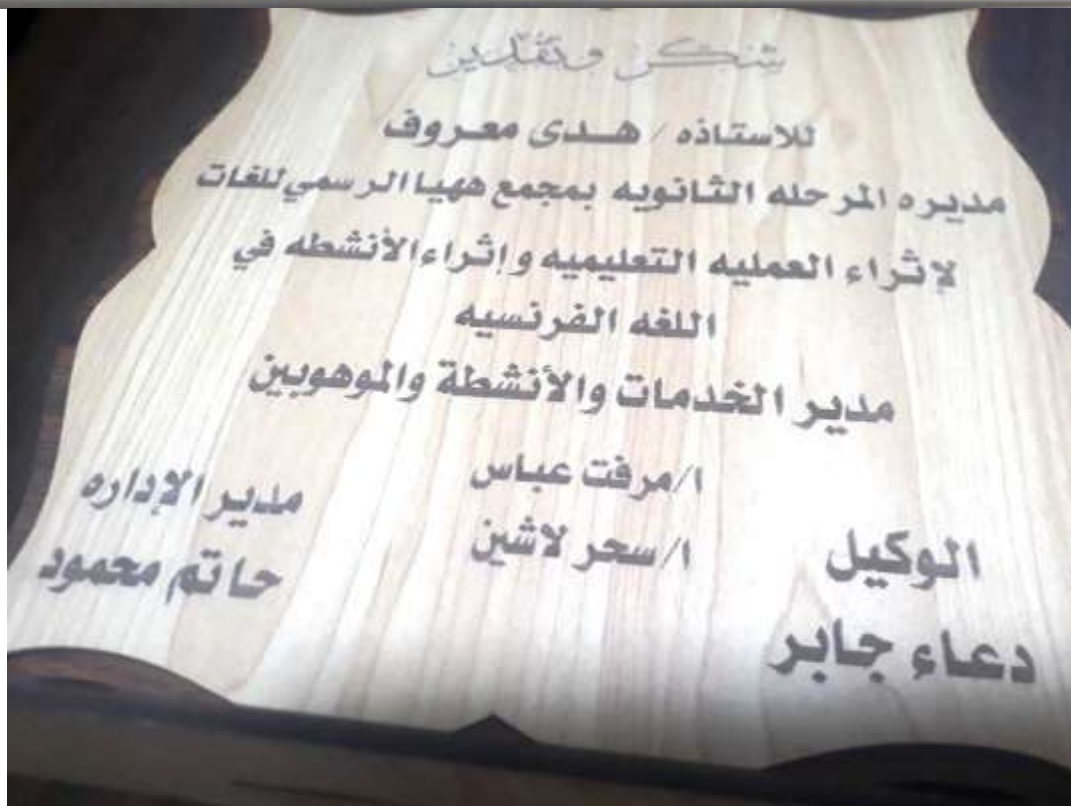 شكر وتقدير
للاستاذه / هدى معروف
مديره المرحله الثانويه بمجمع ههيا الرسمي للغات
لإثراء العمليه التعليميه وإثراء الأنشطه في
اللغه الفرنسيه
مدير الخدمات والأنشطة والموهوبين
الوكيل
دعاء جابر
ا/مرفت عباس
ا/سحر لاشين
مدير الإداره
حاتم محمود